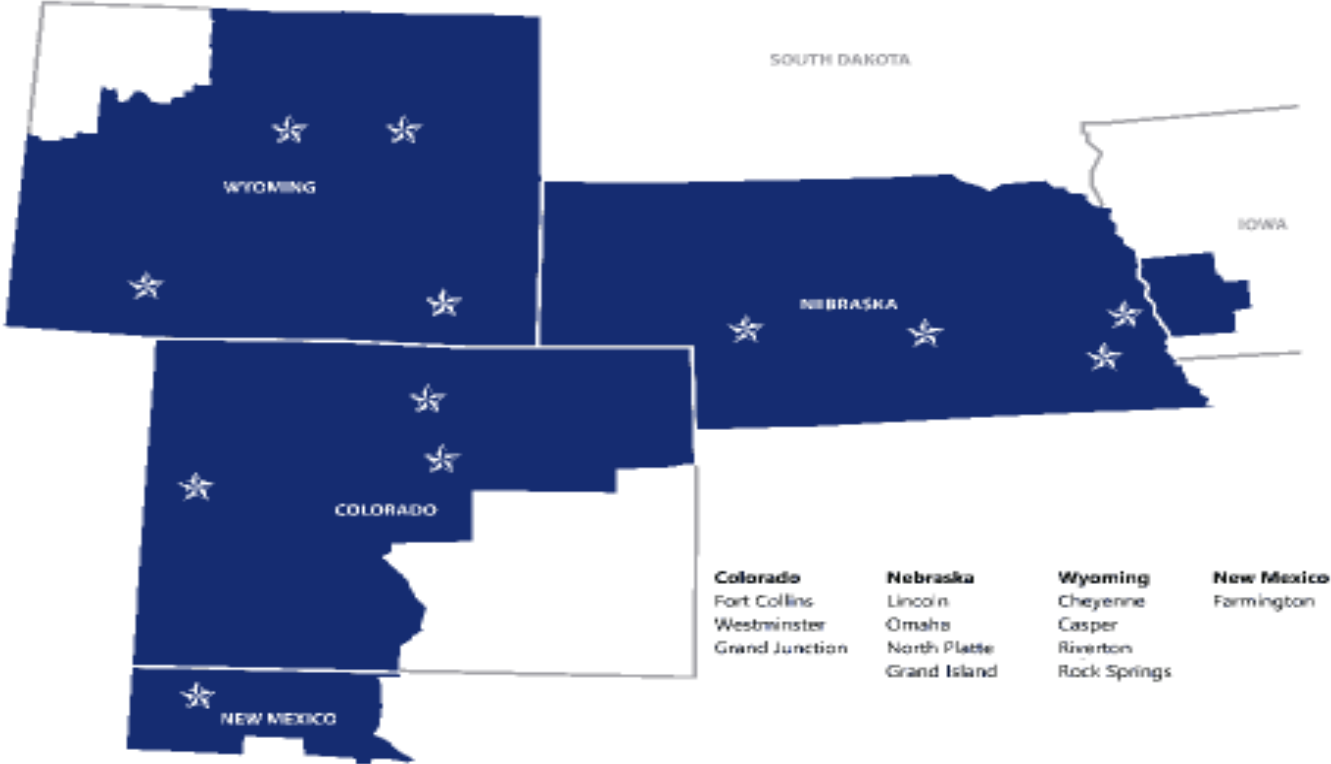 SOUTH DAKOTA
WYOMING
IOWA
NEBRASKA
COLORADO
NEW MEXICO
Colorado
Fort Collins
Westminster
Grand Junction
Nebraska
Lincoln
Omaha
North Platte
Grand Island
Wyoming
Cheyenne
Casper
Riverton
Rock Springs
New Mexico
Farmington